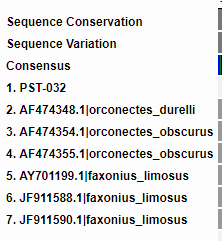 Sequence Conservation
Sequence Variation
Consensus
1. PST-032
2. AF474348.1|orconectes_durelli
3. AF474354.1|orconectes_obscurus
4. AF474355.1|orconectes_obscurus
5. AY701199.1|faxonius_limosus
6. JF911588.1|faxonius_limosus
7. JF911590.1|faxonius_limosus